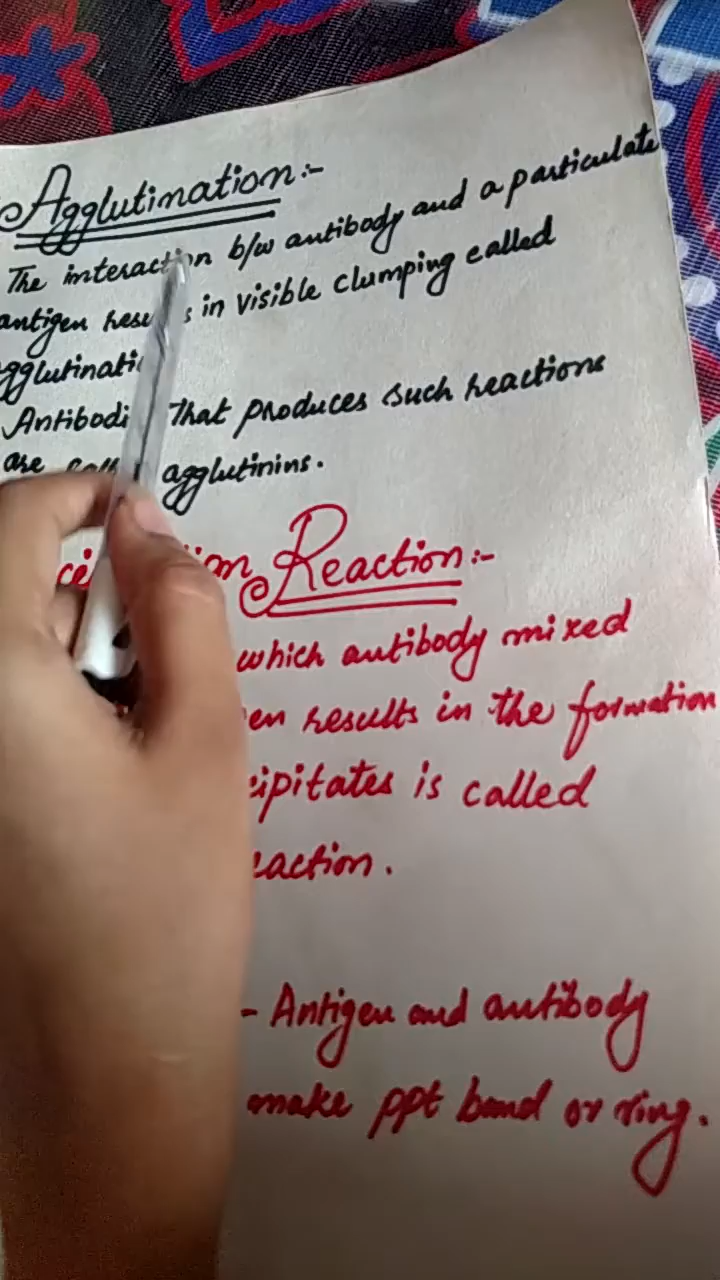 Agglutination:-
The interaction b/w antibody and a particulate
antigen resu s in visible clumping called
gglutinati
Antibodi That produces such reactions
are agglutinins.
Reaction:-
which antibody mixed
en results in the formation
cipitates is called
eaction.
- Antigen and antibody
make ppt band or ring.